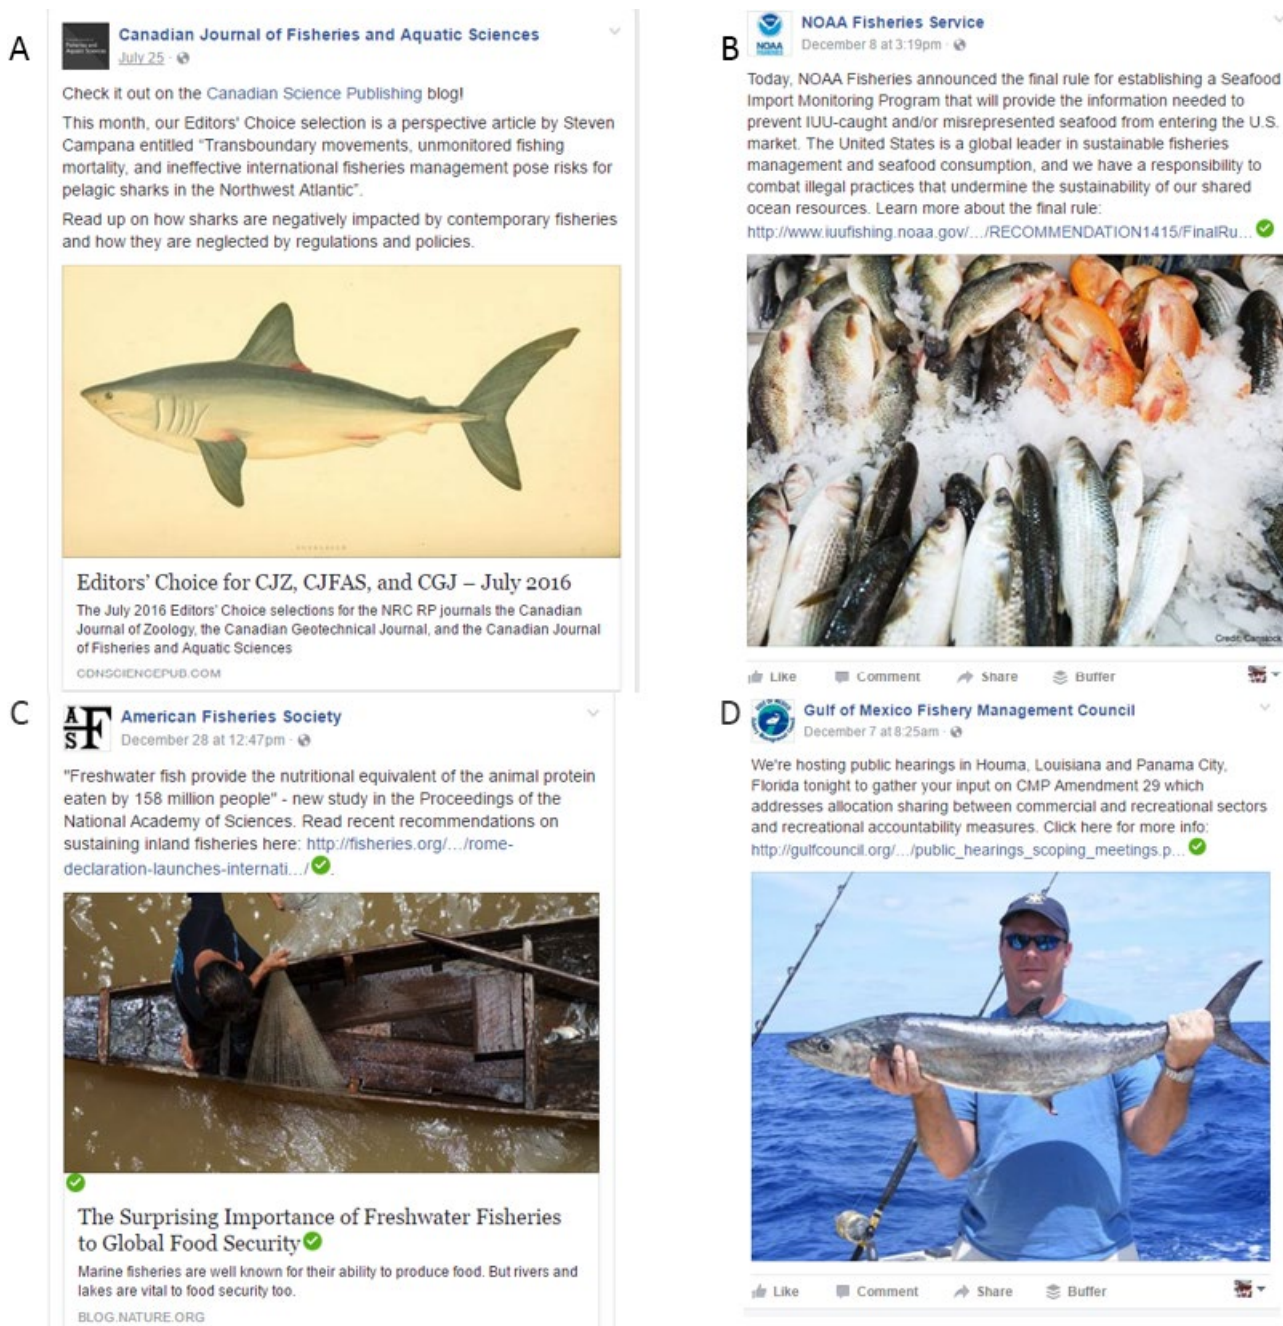 A
Canadian Journal of Fisheries and Aquatic Sciences
July 25 ·
Check it out on the Canadian Science Publishing blog!
This month, our Editors' Choice selection is a perspective article by Steven
Campana entitled “Transboundary movements, unmonitored fishing
mortality, and ineffective international fisheries management pose risks for
pelagic sharks in the Northwest Atlantic”.
Read up on how sharks are negatively impacted by contemporary fisheries
and how they are neglected by regulations and policies.
Editors’ Choice for CJZ, CJFAS, and CGJ – July 2016
The July 2016 Editors' Choice selections for the NRC RP journals the Canadian
Journal of Zoology, the Canadian Geotechnical Journal, and the Canadian Journal
of Fisheries and Aquatic Sciences
CDNSCIENCEPUB.COM
B
NOAA
FISHERIES
NOAA Fisheries Service
December 8 at 3:19pm ·
Today, NOAA Fisheries announced the final rule for establishing a Seafood
Import Monitoring Program that will provide the information needed to
prevent IUU-caught and/or misrepresented seafood from entering the U.S.
market. The United States is a global leader in sustainable fisheries
management and seafood consumption, and we have a responsibility to
combat illegal practices that undermine the sustainability of our shared
ocean resources. Learn more about the final rule:
http://www.iuufishing.noaa.gov/.../RECOMMENDATION1415/FinalRu...
Credit: Canstock
Like Comment Share Buffer
C
AFS
American Fisheries Society
December 28 at 12:47pm ·
"Freshwater fish provide the nutritional equivalent of the animal protein
eaten by 158 million people" - new study in the Proceedings of the
National Academy of Sciences. Read recent recommendations on
sustaining inland fisheries here: http://fisheries.org/.../rome-
declaration-launches-internati.../.
The Surprising Importance of Freshwater Fisheries
to Global Food Security
Marine fisheries are well known for their ability to produce food. But rivers and
lakes are vital to food security too.
BLOG.NATURE.ORG
D
Gulf of Mexico Fishery Management Council
December 7 at 8:25am ·
We're hosting public hearings in Houma, Louisiana and Panama City,
Florida tonight to gather your input on CMP Amendment 29 which
addresses allocation sharing between commercial and recreational sectors
and recreational accountability measures. Click here for more info:
http://gulfcouncil.org/.../public_hearings_scoping_meetings.p...
Like Comment Share Buffer